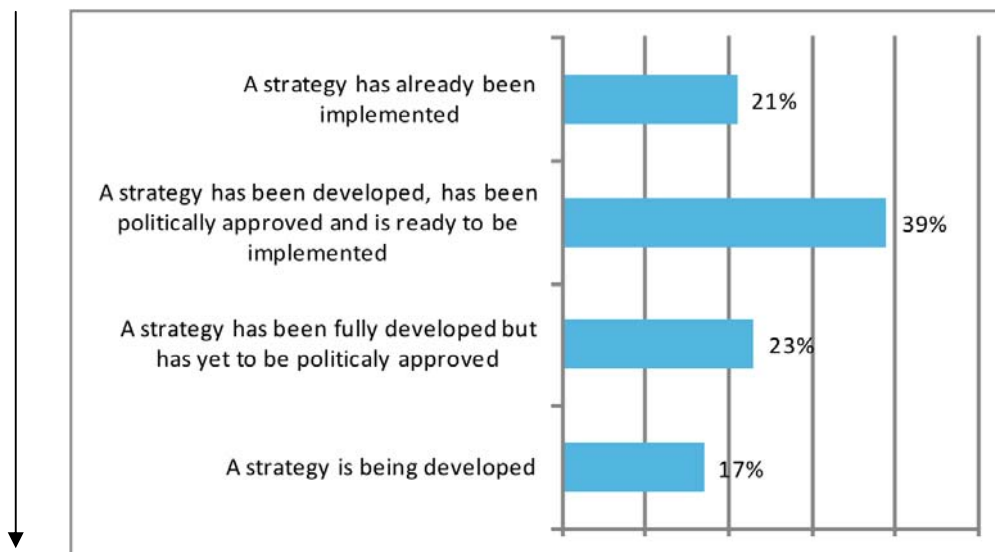 A strategy has already been
implemented
21%
A strategy has been developed, has been
politically approved and is ready to be
implemented
39%
A strategy has been fully developed but
has yet to be politicaly approved
23%
A strategy is being developed
17%